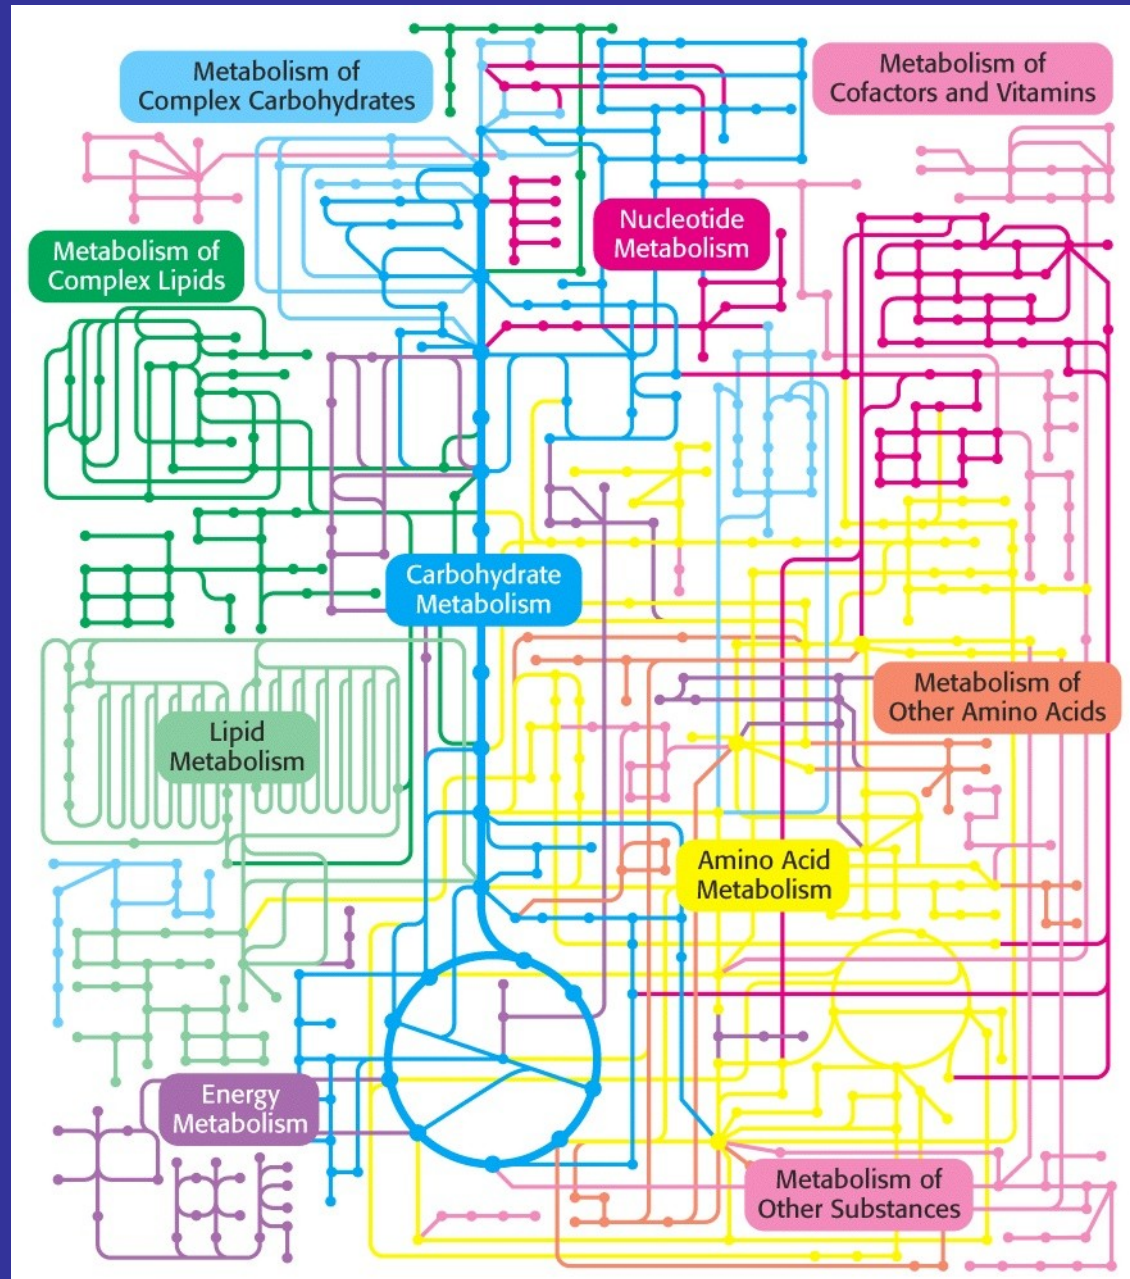 Metabolism of
Complex Carbohydrates
Metabolism of
Cofactors and Vitamins
Nucleotide
Metabolism
Metabolism of
Complex Lipids
Carbohydrate
Metabolism
Metabolism of
Other Amino Acids
Lipid
Metabolism
Amino Acid
Metabolism
Energy
Metabolism
Metabolism of
Other Substances